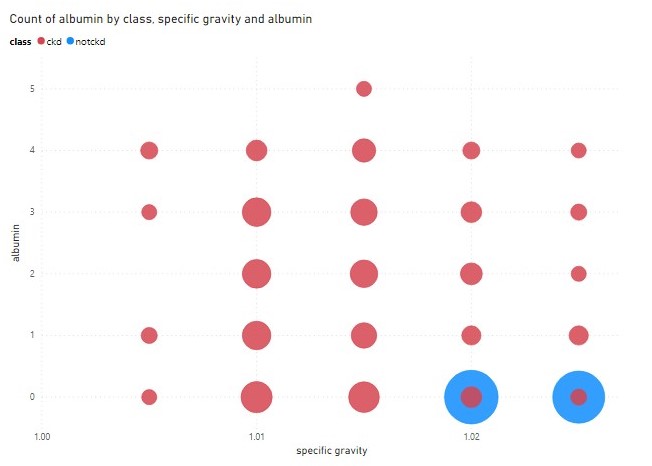 Count of albumin by class, specific gravity and albumin
class ckd notckd
5
4
3
2
1
0
albumin
1.00 1.01 1.02
specific gravity